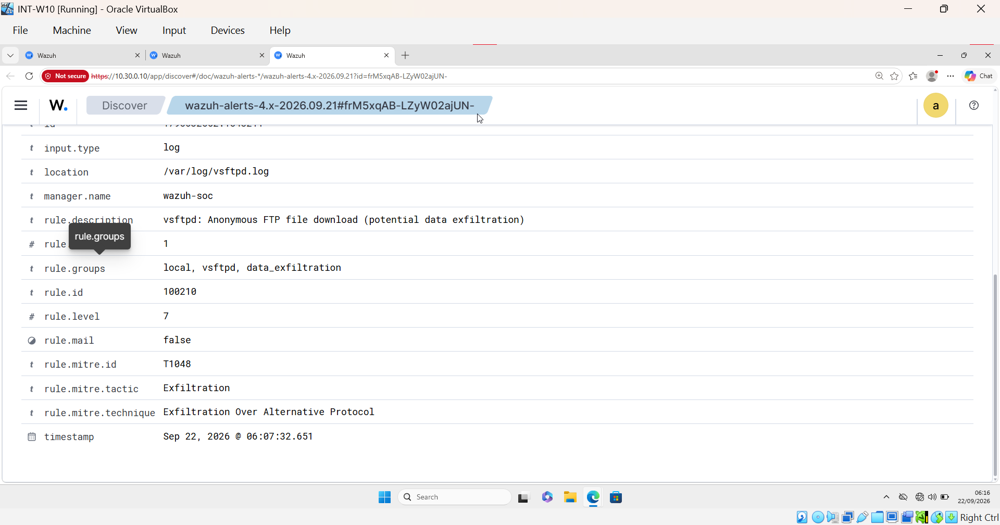 INT-W10 [Running] - Oracle VirtualBox
File Machine View Input Devices Help
Wazuh Wazuh Wazuh
Not secure https://10.30.0.10/app/discover#/doc/wazuh-alerts-*/wazuh-alerts-4.x-2026.09.21?id=frM5xqAB-LZyW02ajUN- Chat
W. Discover wazuh-alerts-4.x-2026.09.21#frM5xqAB-LZyW02ajUN- a
input.type log
location /var/log/vsftpd.log
manager.name wazuh-soc
rule.description vsftpd: Anonymous FTP file download (potential data exfiltration)
rule.groups
rule. 1
rule.groups local, vsftpd, data_exfiltration
rule.id 100210
rule.level 7
rule.mail false
rule.mitre.id T1048
rule.mitre.tactic Exfiltration
rule.mitre.technique Exfiltration Over Alternative Protocol
timestamp Sep 22, 2026 @ 06:07:32.651
Search
06:16
22/09/2026
Right Ctrl